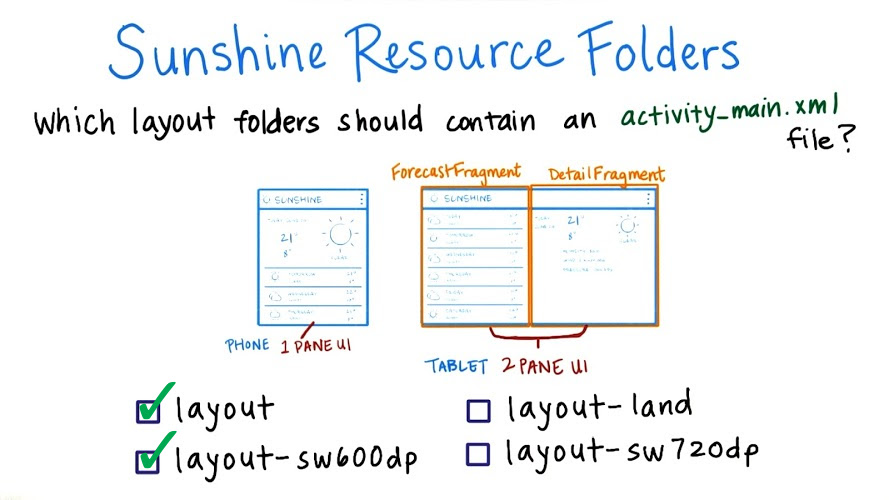 Sunshine Resource Folders
Which layout folders should contain an activity_main.xml
file?
ForecastFragment DetailFragment
SUNSHINE
21°
8°
SUNSHINE
21°
8°
PHONE 1 PANE UI
TABLET 2 PANE UI
layout
layout-land
layout-sw600dp
layout-sw720dp